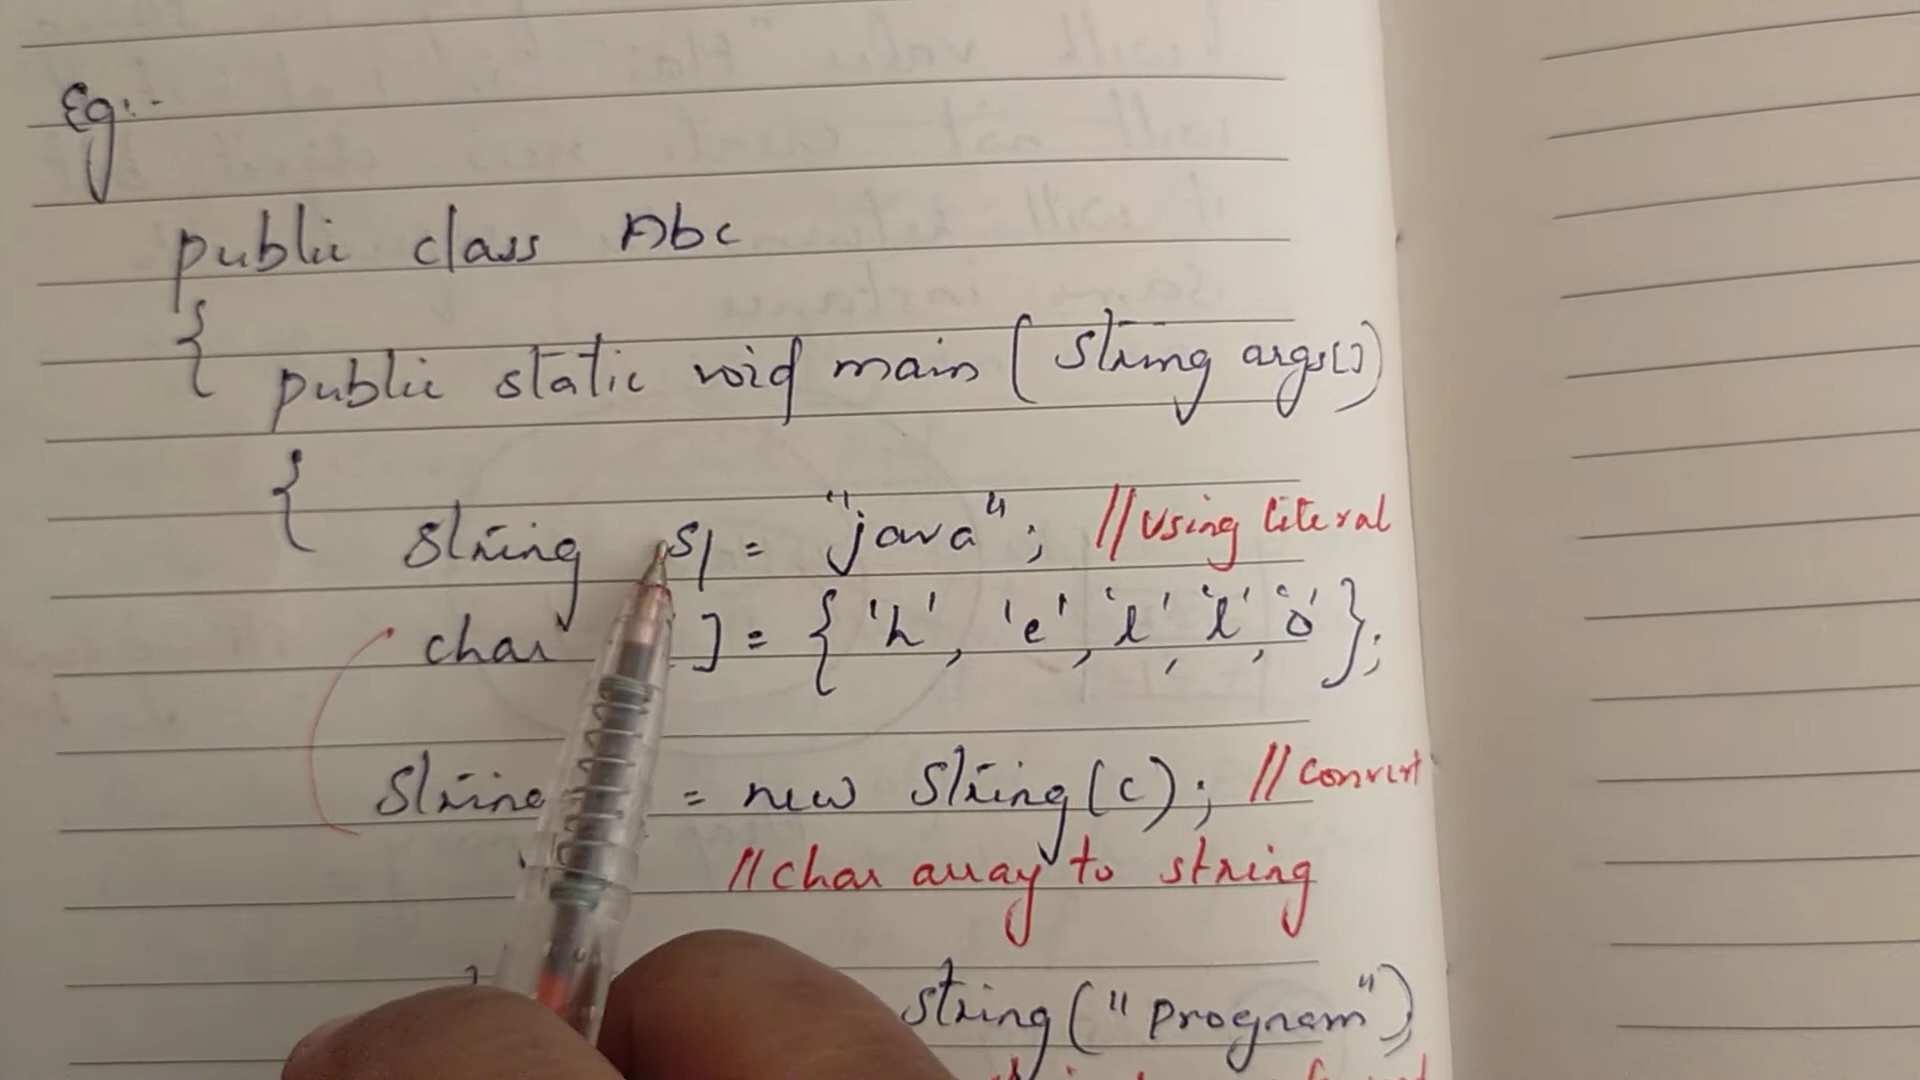 Eg:-
public class Abc
{
public static void main (String args[])
{
String s1 = "java"; //Using literal
char ] = { 'h', 'e', 'l', 'l', 'o' };
= new String(c); //convert
//char array to string
string("program")